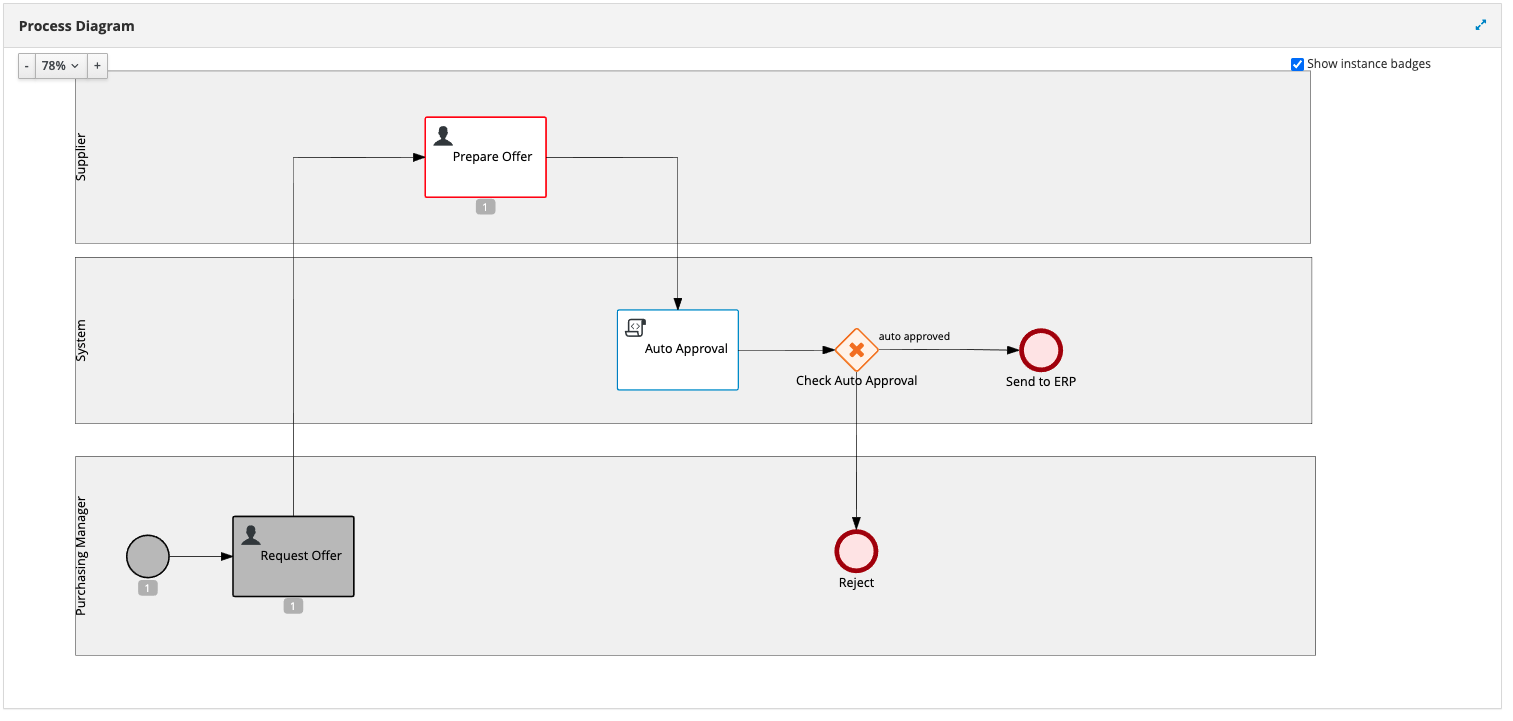 Process Diagram
- 78% +
Show instance badges
Supplier
Prepare Offer
1
System
Auto Approval
auto approved
Check Auto Approval
Send to ERP
Purchasing Manager
Request Offer
1
1
Reject